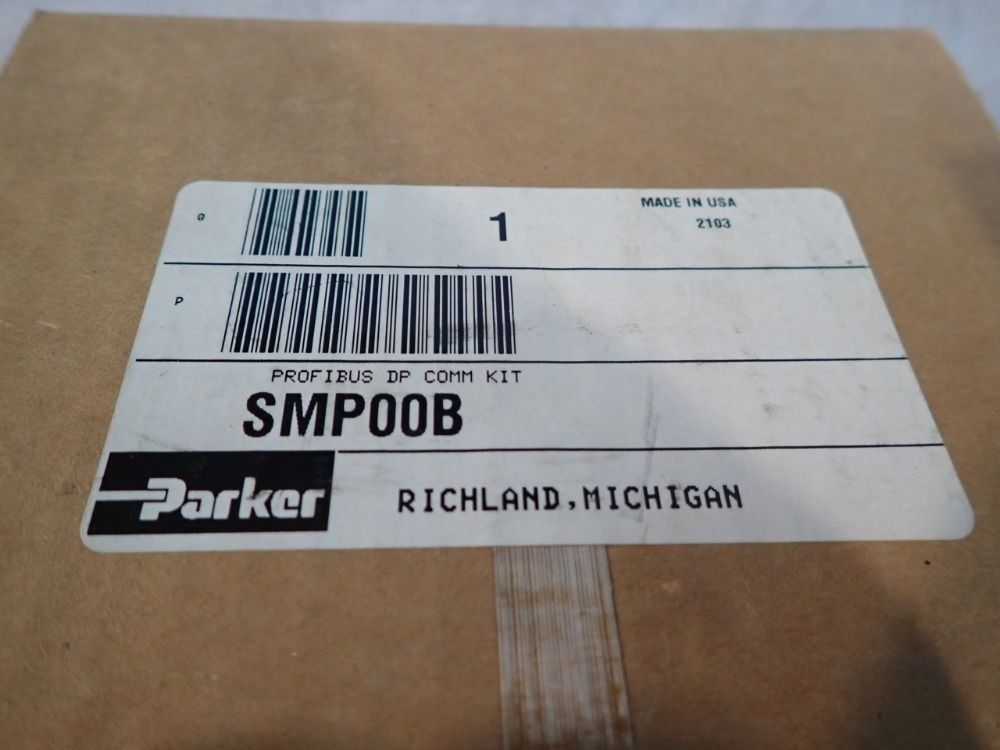 Q
1
MADE IN USA
2103
P
PROFIBUS DP COMM KIT
SMP00B
Parker
RICHLAND,MICHIGAN